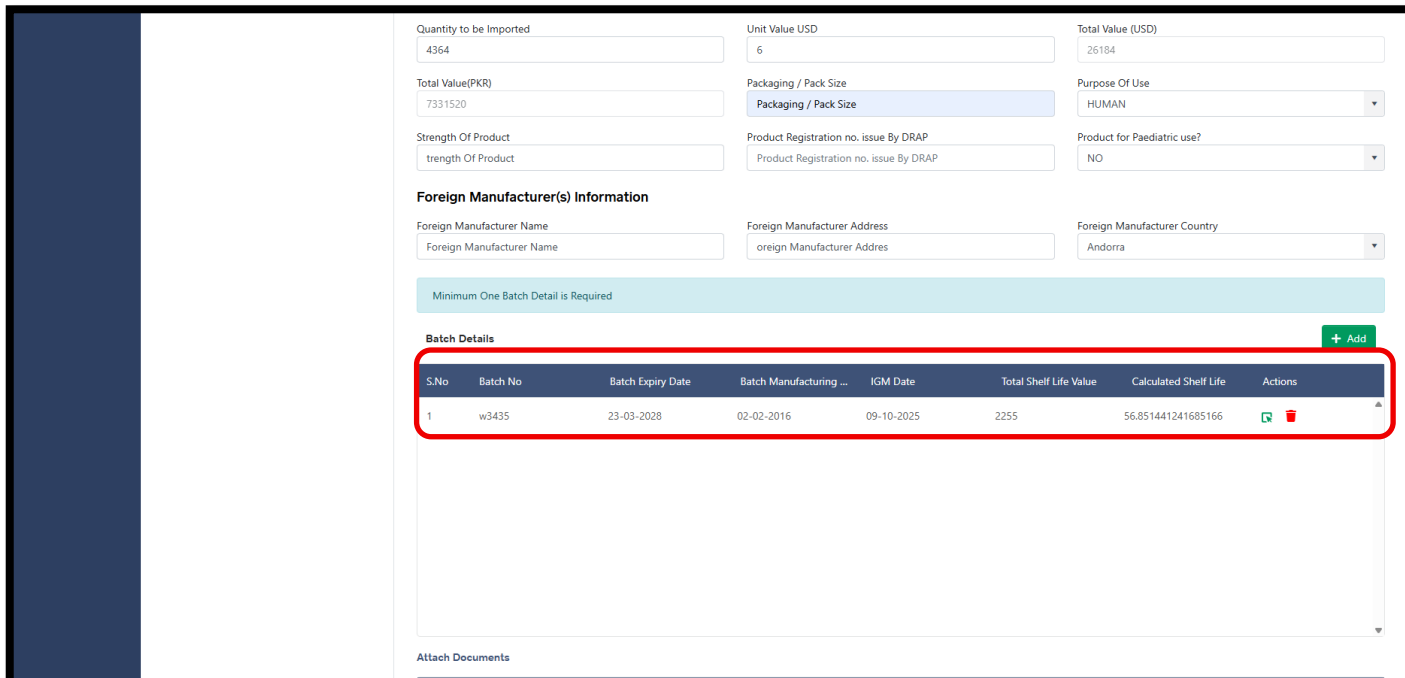 Quantity to be Imported Unit Value USD Total Value (USD)
4364 6 26184
Total Value(PKR) Packaging / Pack Size Purpose Of Use
7331520 Packaging / Pack Size HUMAN
Strength Of Product Product Registration no. issue By DRAP Product for Paediatric use?
trength Of Product Product Registration no. issue By DRAP NO
Foreign Manufacturer(s) Information
Foreign Manufacturer Name Foreign Manufacturer Address Foreign Manufacturer Country
Foreign Manufacturer Name oreign Manufacturer Addres Andorra
Minimum One Batch Detail is Required
Batch Details + Add
S.No Batch No Batch Expiry Date Batch Manufacturing ... IGM Date Total Shelf Life Value Calculated Shelf Life Actions
1 w3435 23-03-2028 02-02-2016 09-10-2025 2255 56.851441241685166
Attach Documents